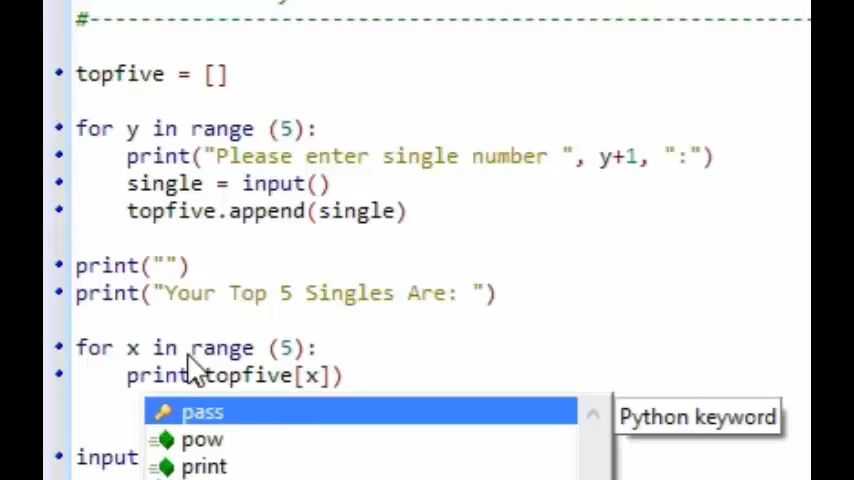 #--------------------------------------------------------------
topfive = []
for y in range (5):
print("Please enter single number ", y+1, ":")
single = input()
topfive.append(single)
print("")
print("Your Top 5 Singles Are: ")
for x in range (5):
print topfive[x])
pass
Python keyword
pow
print
input